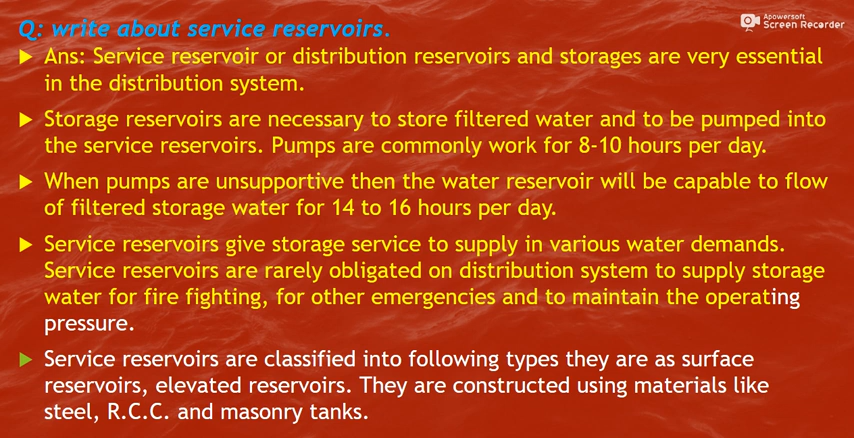 Q: write about service reservoirs.
Apowersoft
Screen Recorder
Ans: Service reservoir or distribution reservoirs and storages are very essential
in the distribution system.
Storage reservoirs are necessary to store filtered water and to be pumped into
the service reservoirs. Pumps are commonly work for 8-10 hours per day.
When pumps are unsupportive then the water reservoir will be capable to flow
of filtered storage water for 14 to 16 hours per day.
Service reservoirs give storage service to supply in various water demands.
Service reservoirs are rarely obligated on distribution system to supply storage
water for fire fighting, for other emergencies and to maintain the operating
pressure.
Service reservoirs are classified into following types they are as surface
reservoirs, elevated reservoirs. They are constructed using materials like
steel, R.C.C. and masonry tanks.